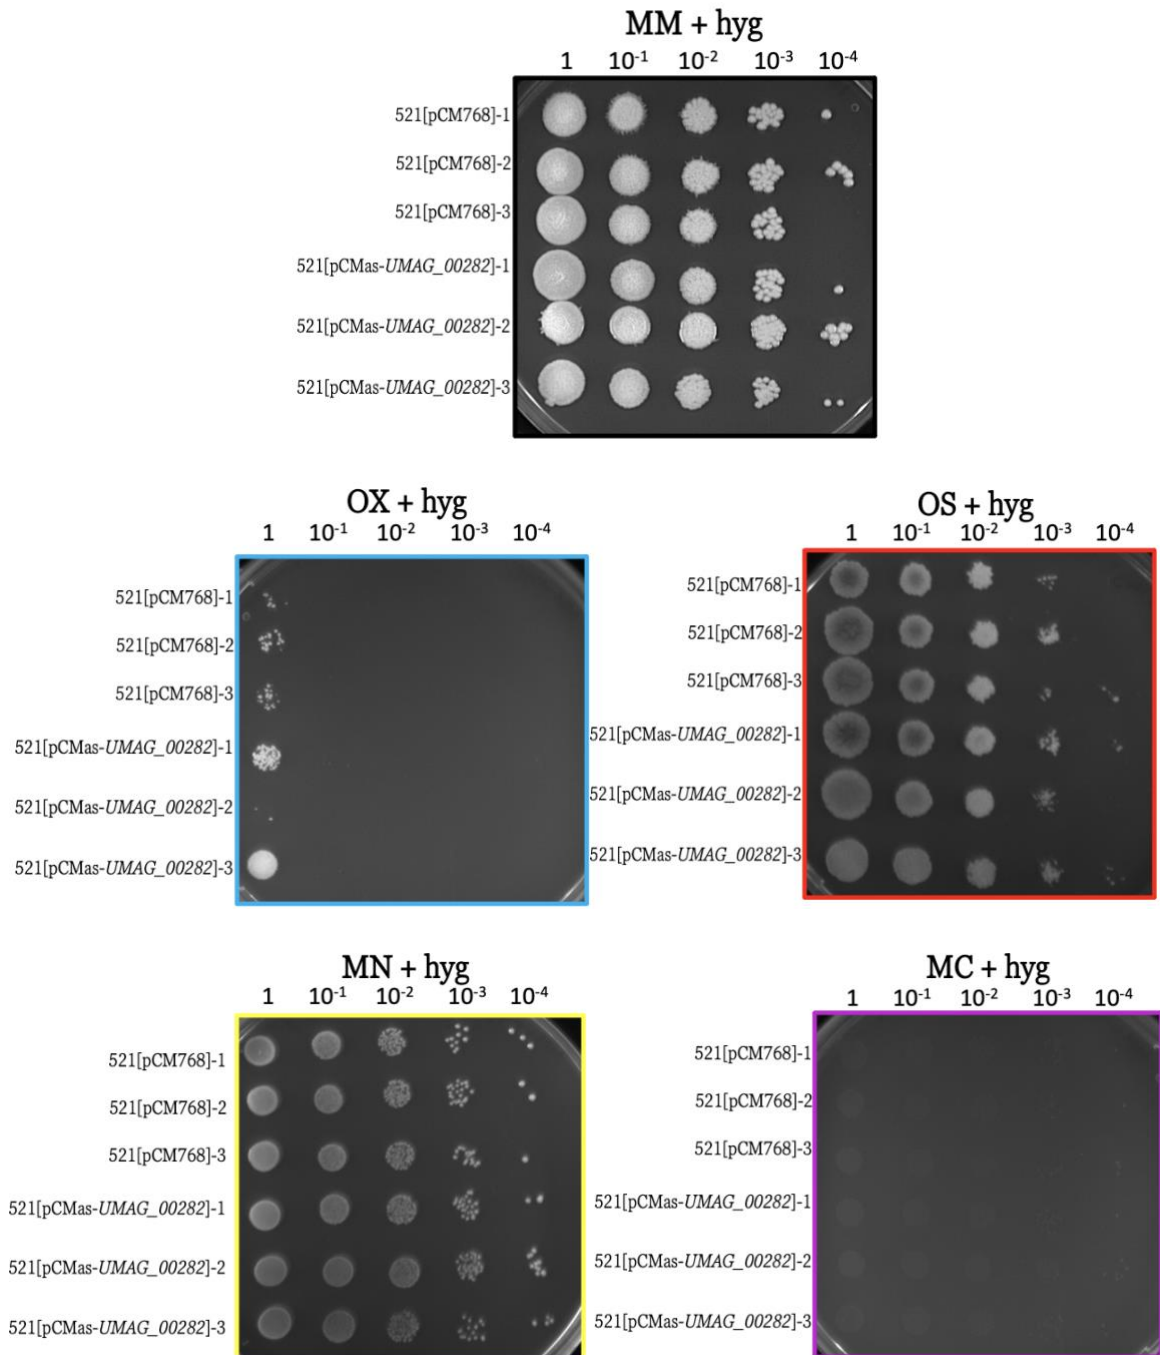 MM + hyg
1 10⁻¹ 10⁻² 10⁻³ 10⁻⁴
521[pCM768]-1
521[pCM768]-2
521[pCM768]-3
521[pCMas-UMAG_00282]-1
521[pCMas-UMAG_00282]-2
521[pCMas-UMAG_00282]-3
OX + hyg
1 10⁻¹ 10⁻² 10⁻³ 10⁻⁴
521[pCM768]-1
521[pCM768]-2
521[pCM768]-3
521[pCMas-UMAG_00282]-1
521[pCMas-UMAG_00282]-2
521[pCMas-UMAG_00282]-3
OS + hyg
1 10⁻¹ 10⁻² 10⁻³ 10⁻⁴
521[pCM768]-1
521[pCM768]-2
521[pCM768]-3
521[pCMas-UMAG_00282]-1
521[pCMas-UMAG_00282]-2
521[pCMas-UMAG_00282]-3
MN + hyg
1 10⁻¹ 10⁻² 10⁻³ 10⁻⁴
521[pCM768]-1
521[pCM768]-2
521[pCM768]-3
521[pCMas-UMAG_00282]-1
521[pCMas-UMAG_00282]-2
521[pCMas-UMAG_00282]-3
MC + hyg
1 10⁻¹ 10⁻² 10⁻³ 10⁻⁴
521[pCM768]-1
521[pCM768]-2
521[pCM768]-3
521[pCMas-UMAG_00282]-1
521[pCMas-UMAG_00282]-2
521[pCMas-UMAG_00282]-3